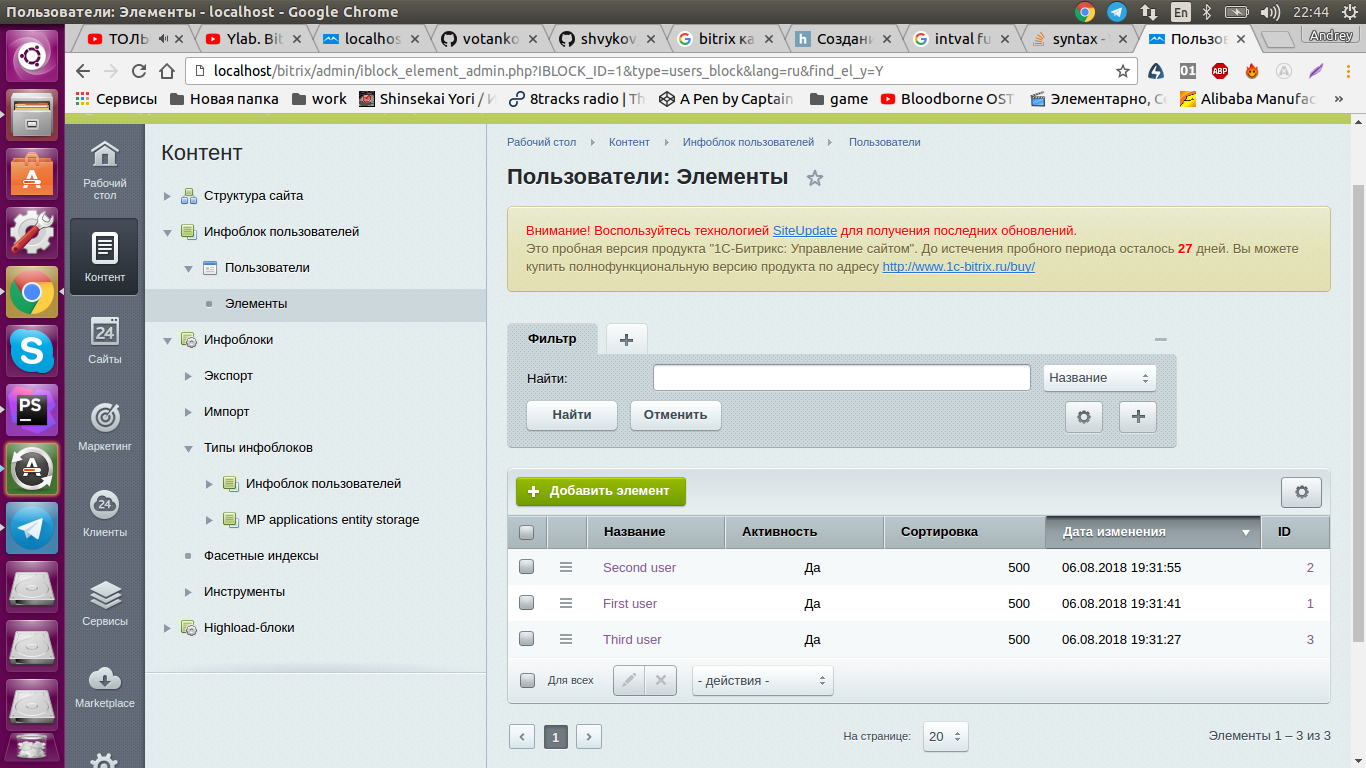 Пользователи: Элементы - localhost - Google Chrome
En
22:44
ТОЛЬ
Ylab. Bit
localhos
votanko
shvykov
bitrix ка
Создани
intval fu
syntax -
Пользов
Andrey
localhost/bitrix/admin/iblock_element_admin.php?IBLOCK_ID=1&type=users_block&lang=ru&find_el_y=Y
01
ABP
Сервисы
Новая папка
work
Shinsekai Yori / И
8tracks radio | Th
A Pen by Captain
game
Bloodborne OST
Элементарно, Се
Alibaba Manufac
»
Рабочий
стол
Контент
24
Сайты
Маркетинг
24
Клиенты
Сервисы
Marketplace
PS
Контент
Структура сайта
Инфоблок пользователей
Пользователи
Элементы
Инфоблоки
Экспорт
Импорт
Типы инфоблоков
Инфоблок пользователей
MP applications entity storage
Фасетные индексы
Инструменты
Highload-блоки
Рабочий стол Контент Инфоблок пользователей Пользователи
Пользователи: Элементы
Внимание! Воспользуйтесь технологией SiteUpdate для получения последних обновлений.
Это пробная версия продукта "1С-Битрикс: Управление сайтом". До истечения пробного периода осталось 27 дней. Вы можете
купить полнофункциональную версию продукта по адресу http://www.1c-bitrix.ru/buy/
Фильтр
Найти:
Название
Найти
Отменить
Добавить элемент
Название Активность Сортировка Дата изменения ID
Second user Да 500 06.08.2018 19:31:55 2
First user Да 500 06.08.2018 19:31:41 1
Third user Да 500 06.08.2018 19:31:27 3
Для всех
- действия -
1
На странице:
20
Элементы 1 – 3 из 3